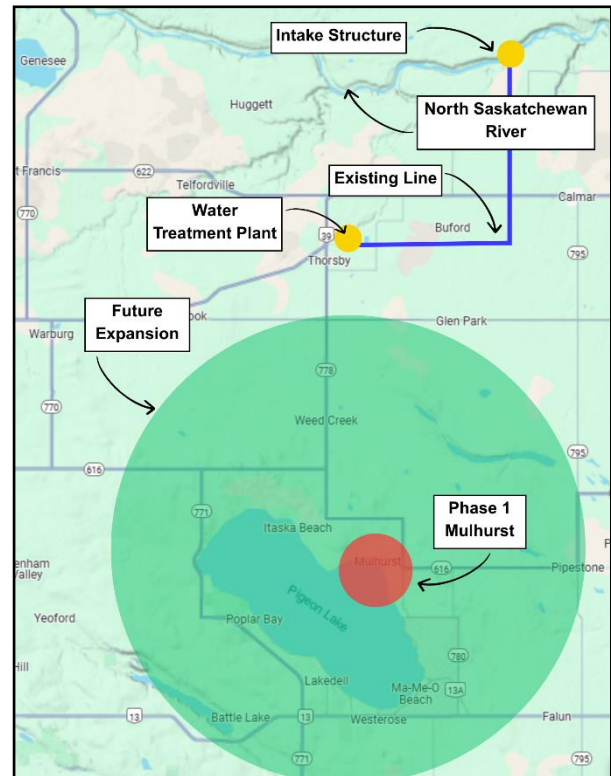 Intake Structure
Genesee
Huggett
North Saskatchewan
River
t Francis
622
Telfordville
Existing Line
770
Calmar
Water
Treatment Plant
39
Buford
795
Thorsby
Future
Expansion
ook
Glen Park
Warburg
778
770
Weed Creek
795
616
771
Phase 1
Mulhurst
Itaska Beach
Mulhurst
616
P
Pipestone
enham
Valley
Pigeon Lake
Yeoford
Poplar Bay
780
Lakedell
Ma-Me-O
Beach
13A
Hill
13
Battle Lake
13
Westerose
Falun
771
795